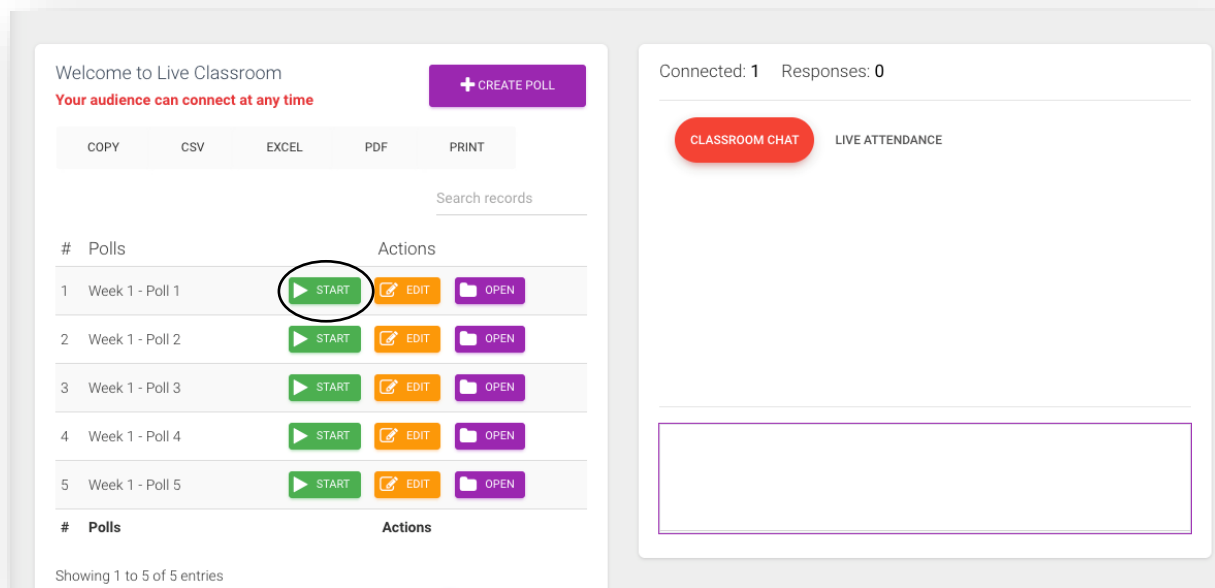 Welcome to Live Classroom
Your audience can connect at any time
CREATE POLL
COPY CSV EXCEL PDF PRINT
Search records
# Polls Actions
1 Week 1 - Poll 1 START EDIT OPEN
2 Week 1 - Poll 2 START EDIT OPEN
3 Week 1 - Poll 3 START EDIT OPEN
4 Week 1 - Poll 4 START EDIT OPEN
5 Week 1 - Poll 5 START EDIT OPEN
# Polls Actions
Showing 1 to 5 of 5 entries
Connected: 1 Responses: 0
CLASSROOM CHAT LIVE ATTENDANCE